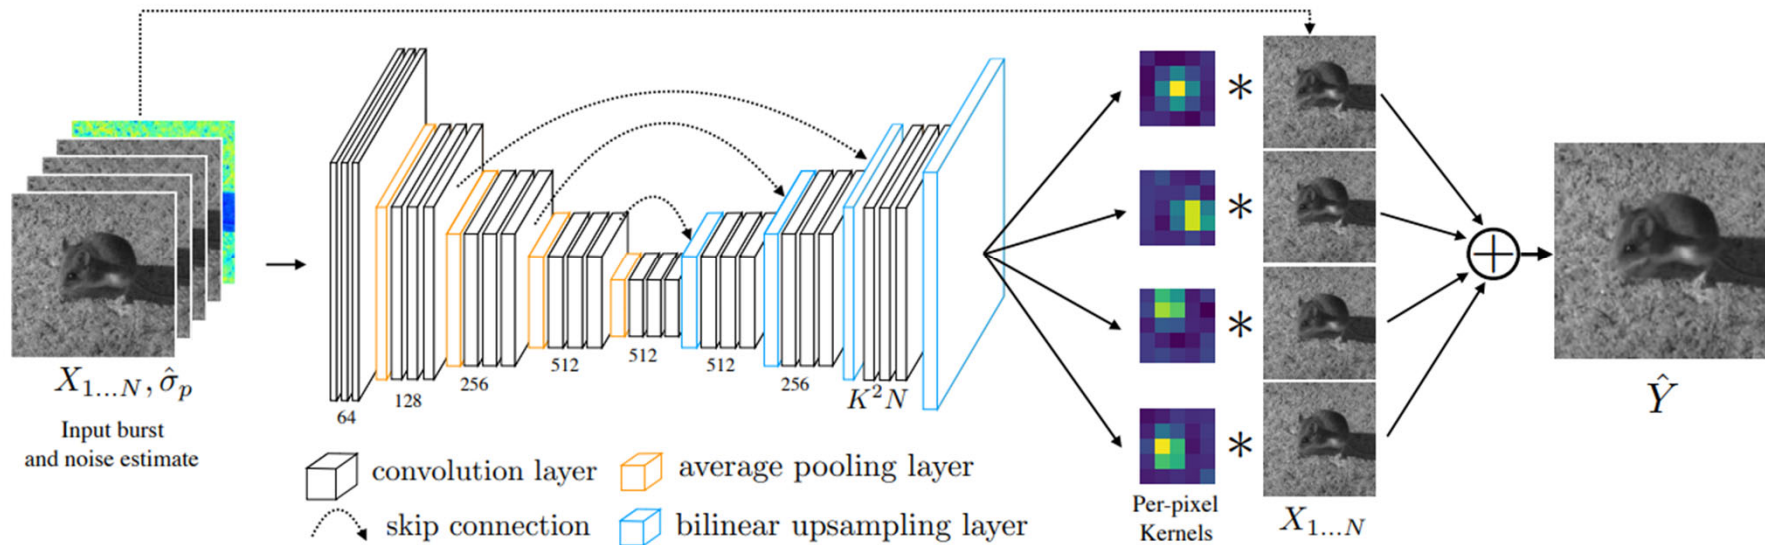 X₁…N, σ̂ₚ
Input burst
and noise estimate
64
128
256
512
512
512
256
K²N
convolution layer
average pooling layer
skip connection
bilinear upsampling layer
*
*
*
*
Per-pixel
Kernels
X₁…N
+
Ŷ